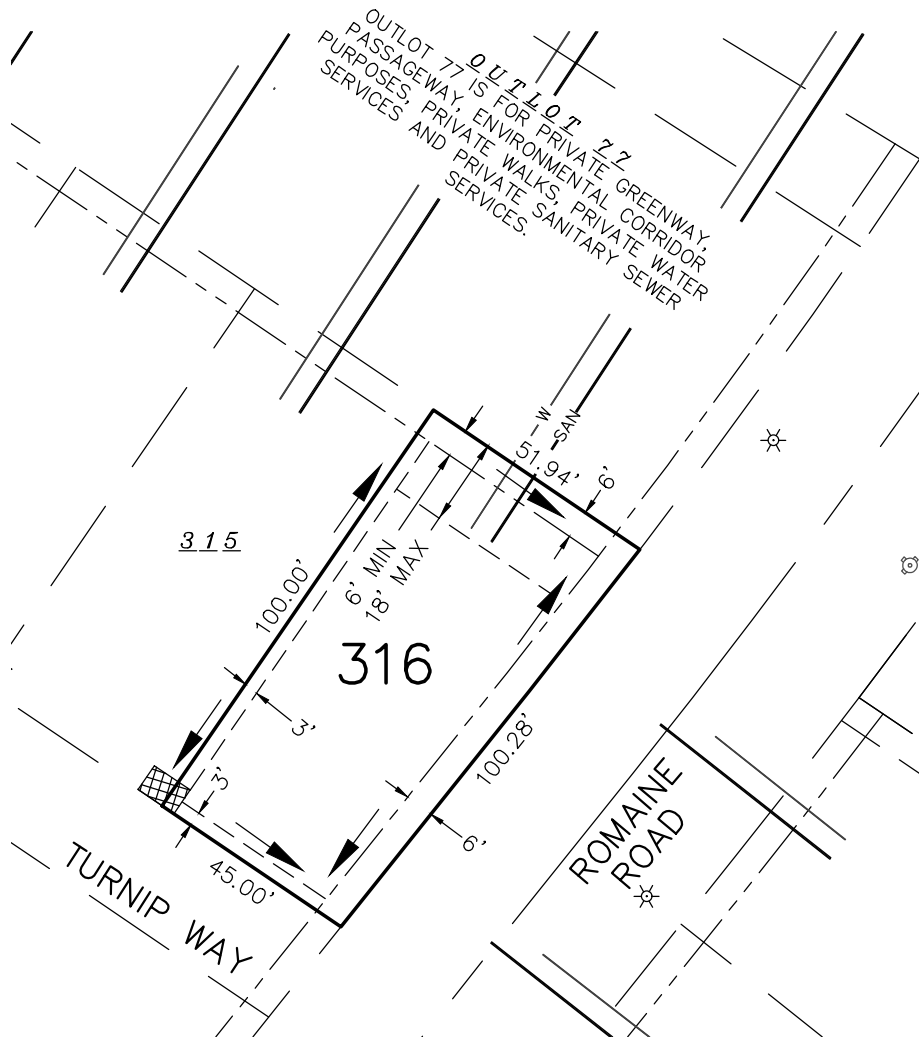 OUTLOT 77
OUTLOT 77 IS FOR PRIVATE GREENWAY,
PASSAGEWAY, ENVIRONMENTAL CORRIDOR
PURPOSES, PRIVATE WALKS, PRIVATE WATER
SERVICES AND PRIVATE SANITARY SEWER
SERVICES.
W
SAN
51.94'
6'
315
100.00'
6' MIN
18' MAX
316
3'
100.28'
3'
6'
45.00'
ROMAINE
ROAD
TURNIP WAY